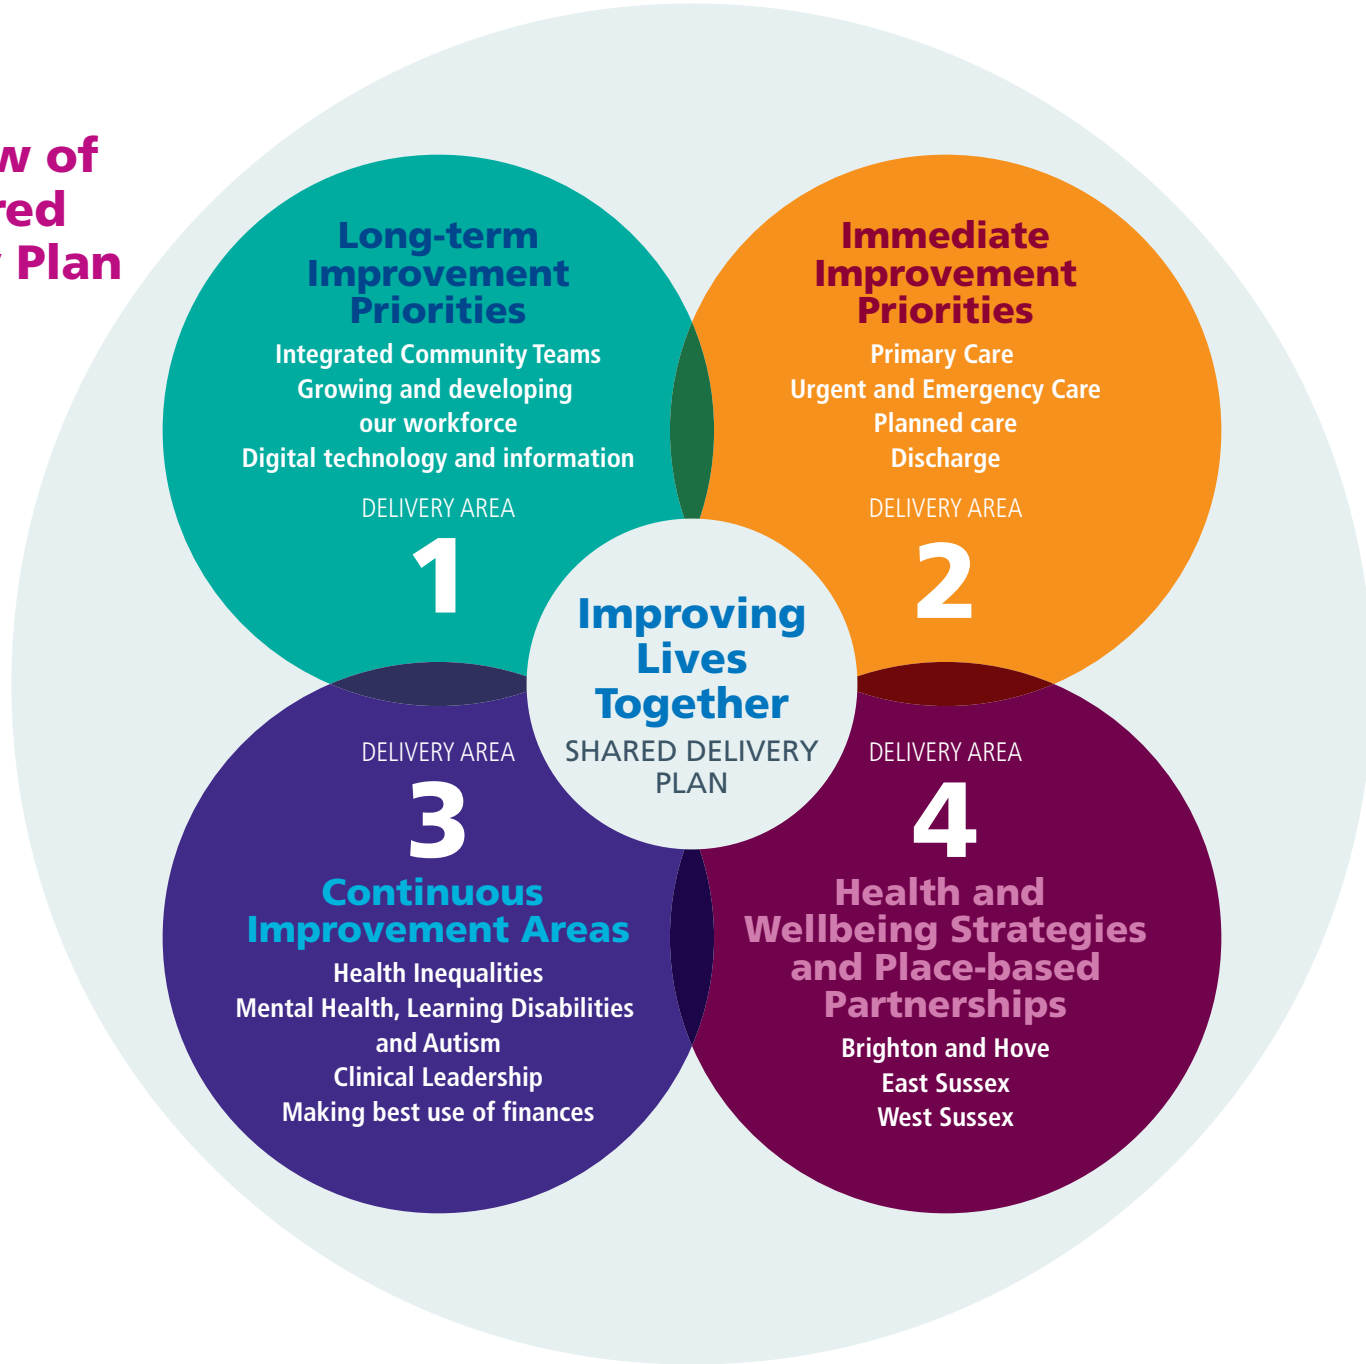 w of
red
y Plan
Long-term
Improvement
Priorities
Integrated Community Teams
Growing and developing
our workforce
Digital technology and information
DELIVERY AREA
1
Immediate
Improvement
Priorities
Primary Care
Urgent and Emergency Care
Planned care
Discharge
DELIVERY AREA
2
Improving
Lives
Together
SHARED DELIVERY
PLAN
DELIVERY AREA
3
Continuous
Improvement Areas
Health Inequalities
Mental Health, Learning Disabilities
and Autism
Clinical Leadership
Making best use of finances
DELIVERY AREA
4
Health and
Wellbeing Strategies
and Place-based
Partnerships
Brighton and Hove
East Sussex
West Sussex